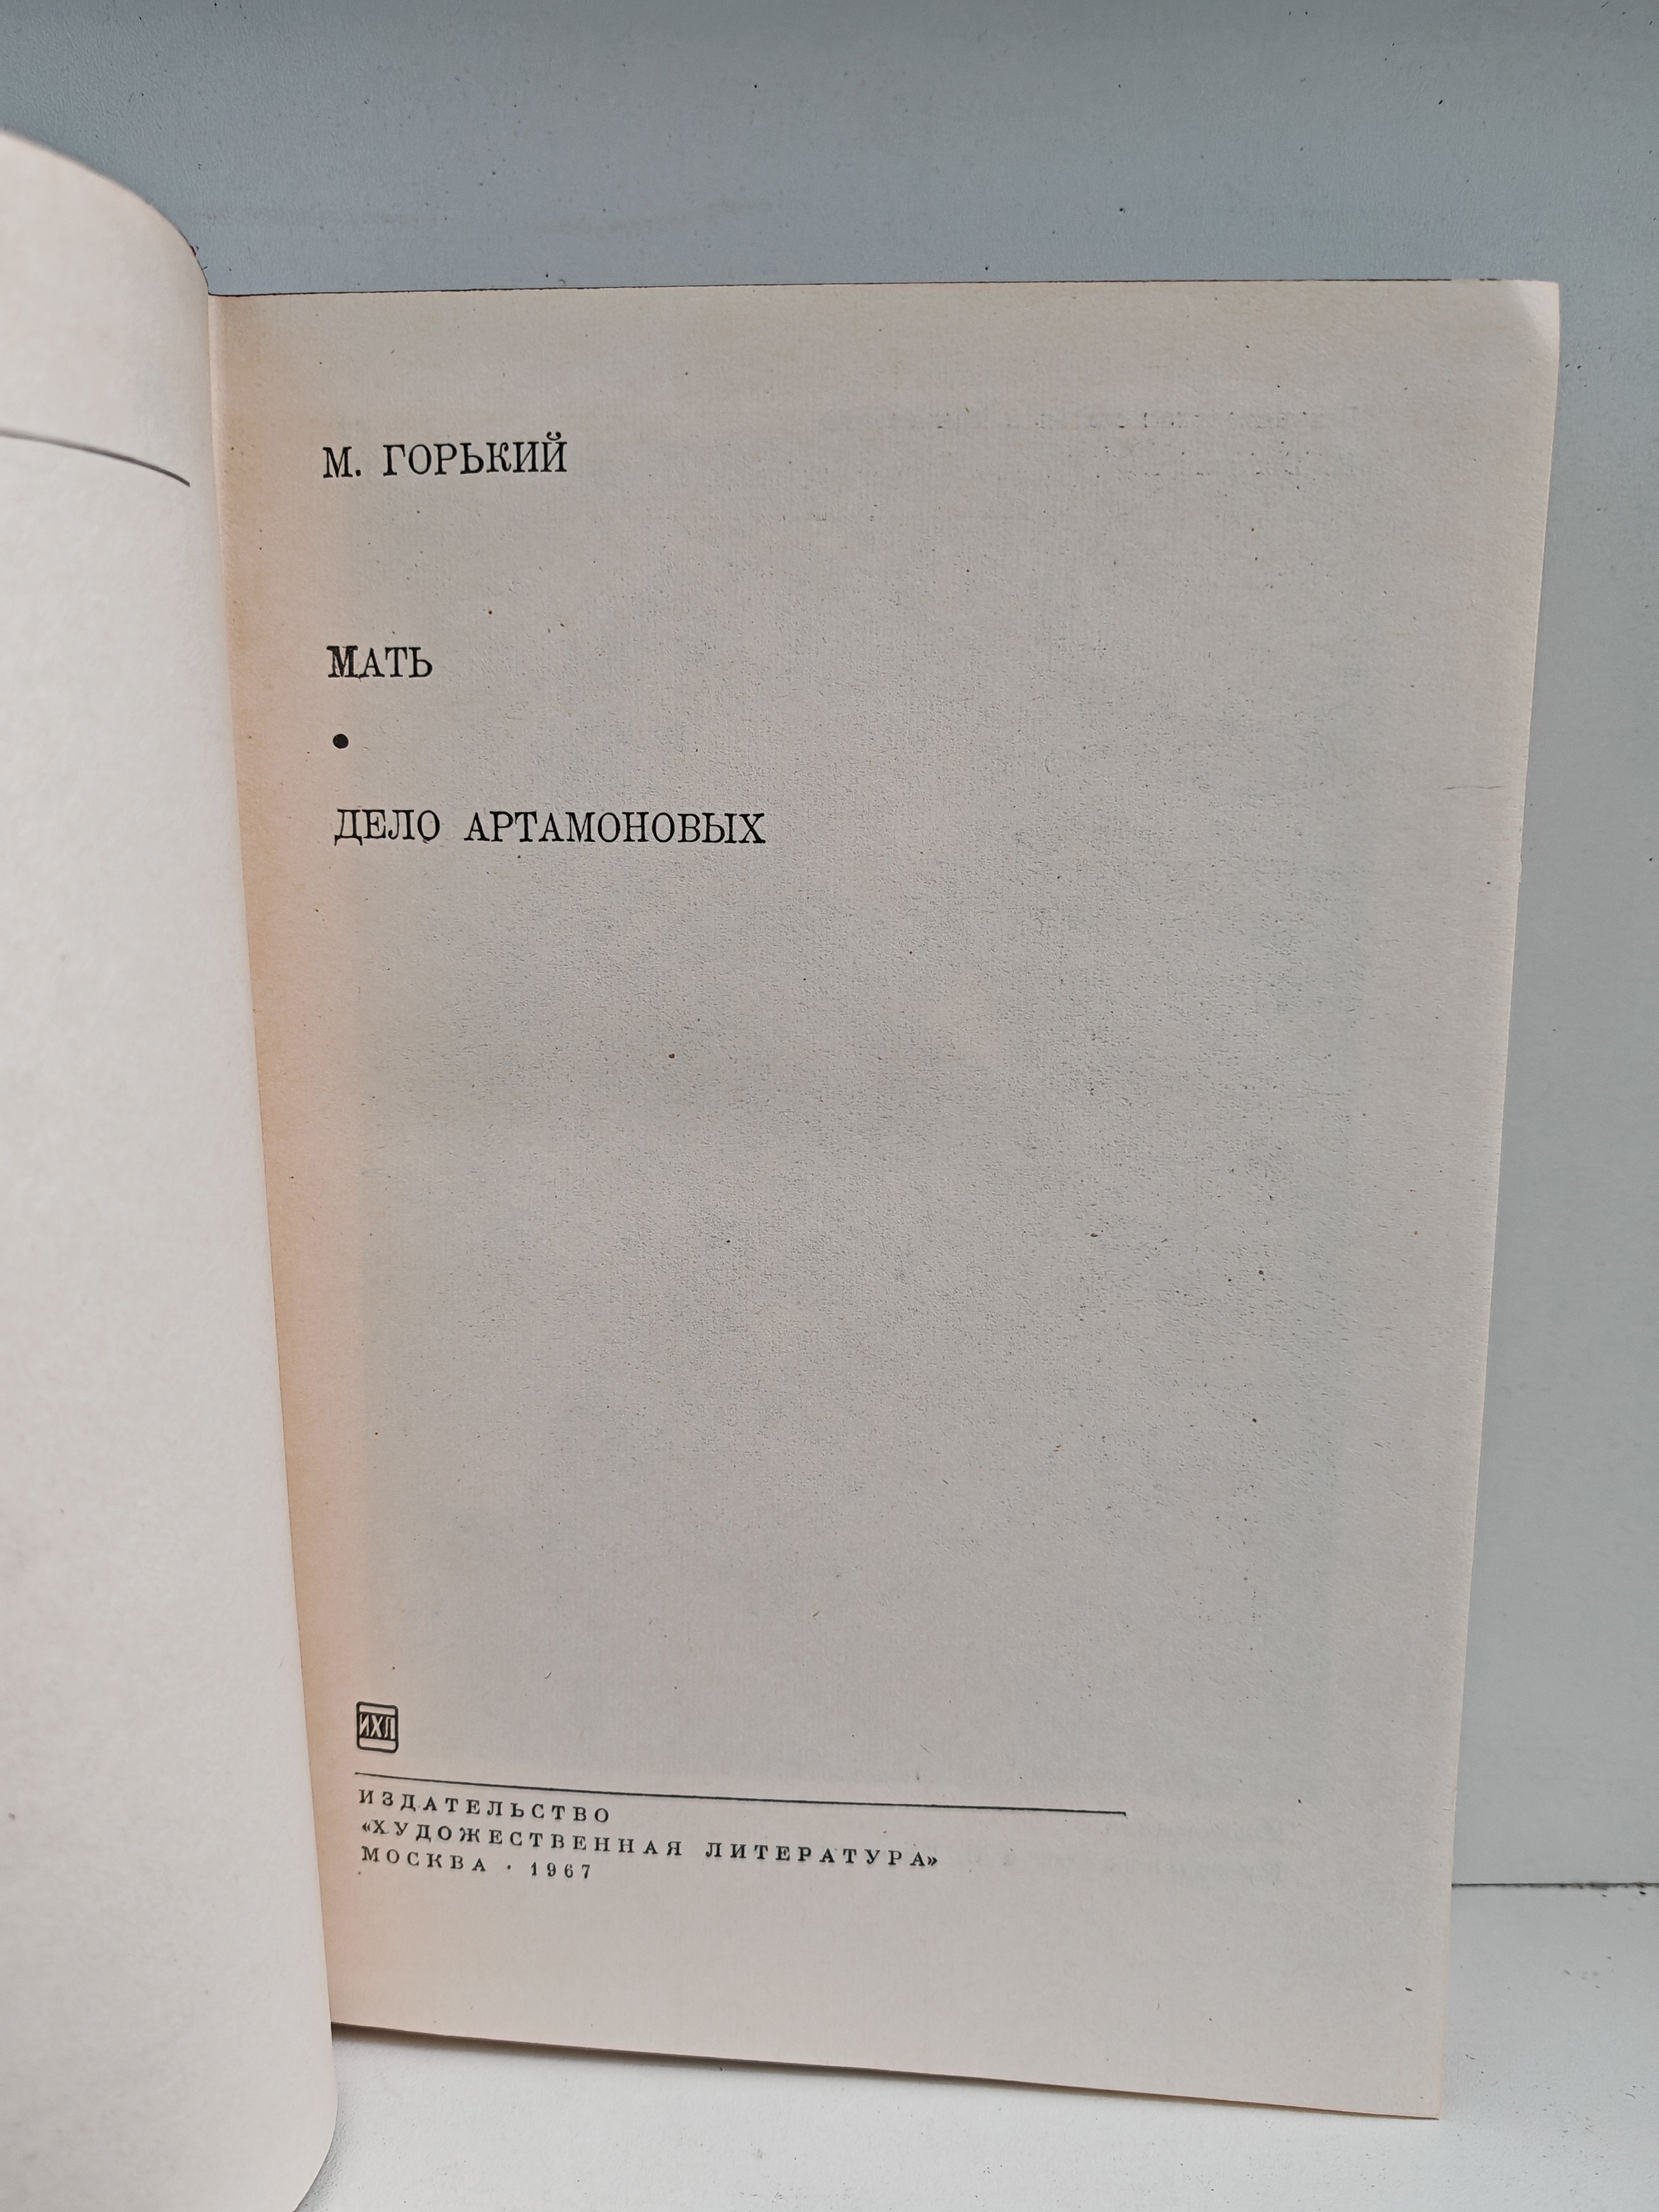 М. ГОРЬКИЙ
МАТЬ
•
ДЕЛО АРТАМОНОВЫХ
ИХЛ
ИЗДАТЕЛЬСТВО
«ХУДОЖЕСТВЕННАЯ ЛИТЕРАТУРА»
МОСКВА · 1967